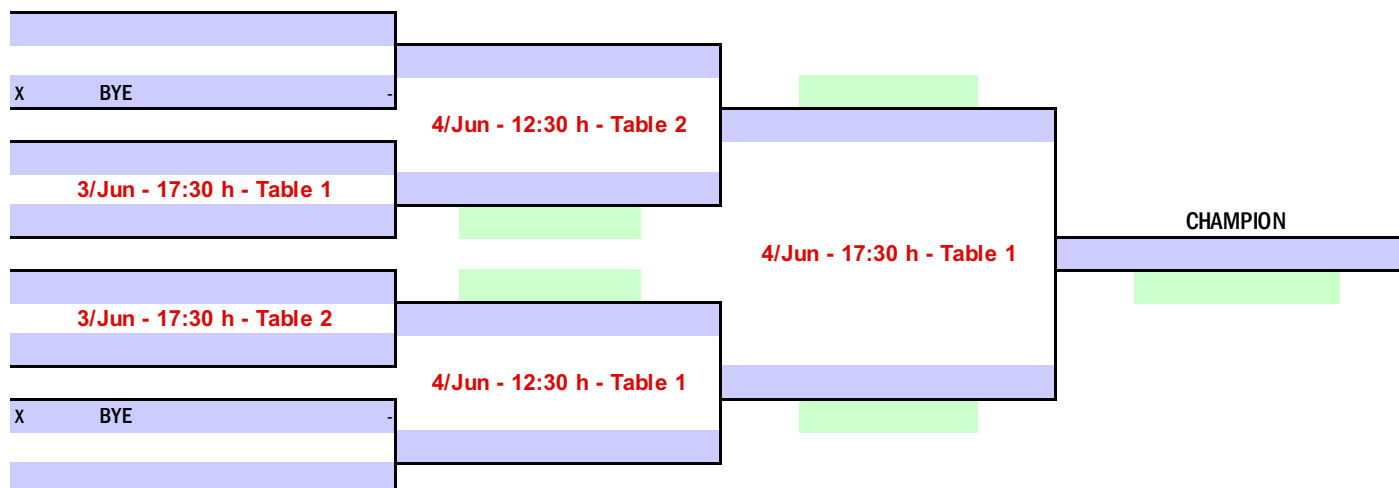 X BYE -
4/Jun - 12:30 h - Table 2
3/Jun - 17:30 h - Table 1
CHAMPION
4/Jun - 17:30 h - Table 1
3/Jun - 17:30 h - Table 2
4/Jun - 12:30 h - Table 1
X BYE -